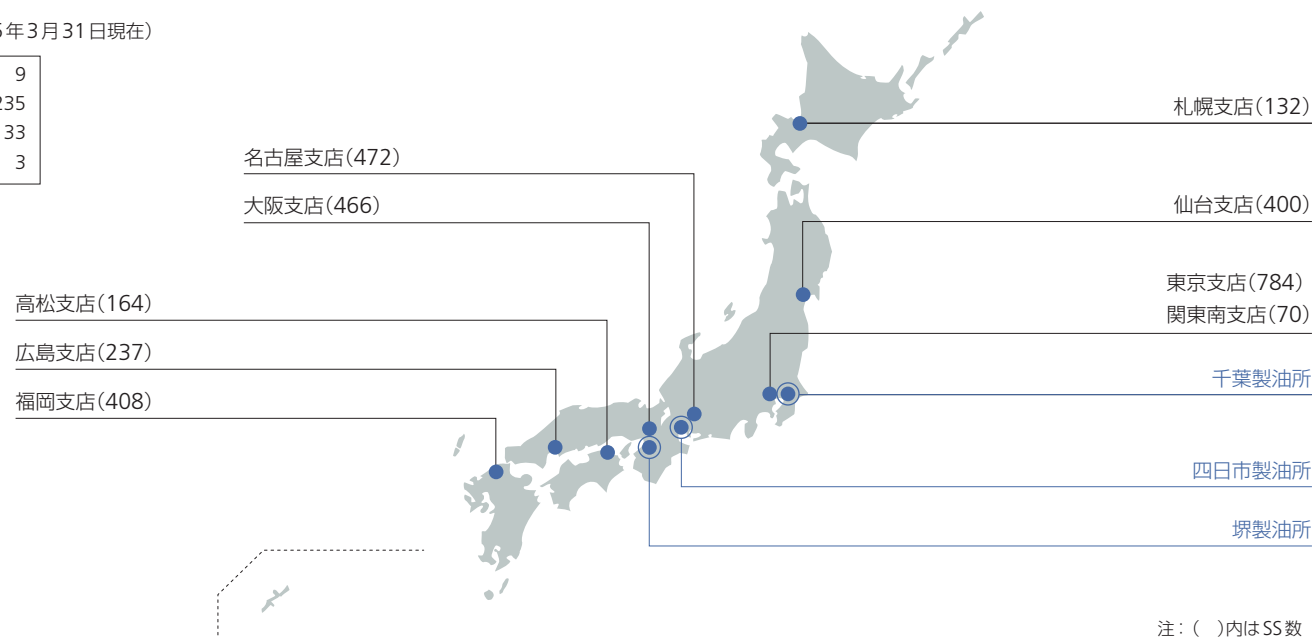 年3月31日現在）
9
235
33
3
札幌支店（132）
名古屋支店（472）
大阪支店（466）
仙台支店（400）
東京支店（784）
関東南支店（70）
高松支店（164）
広島支店（237）
福岡支店（408）
千葉製油所
四日市製油所
堺製油所
注：（　）内はSS数